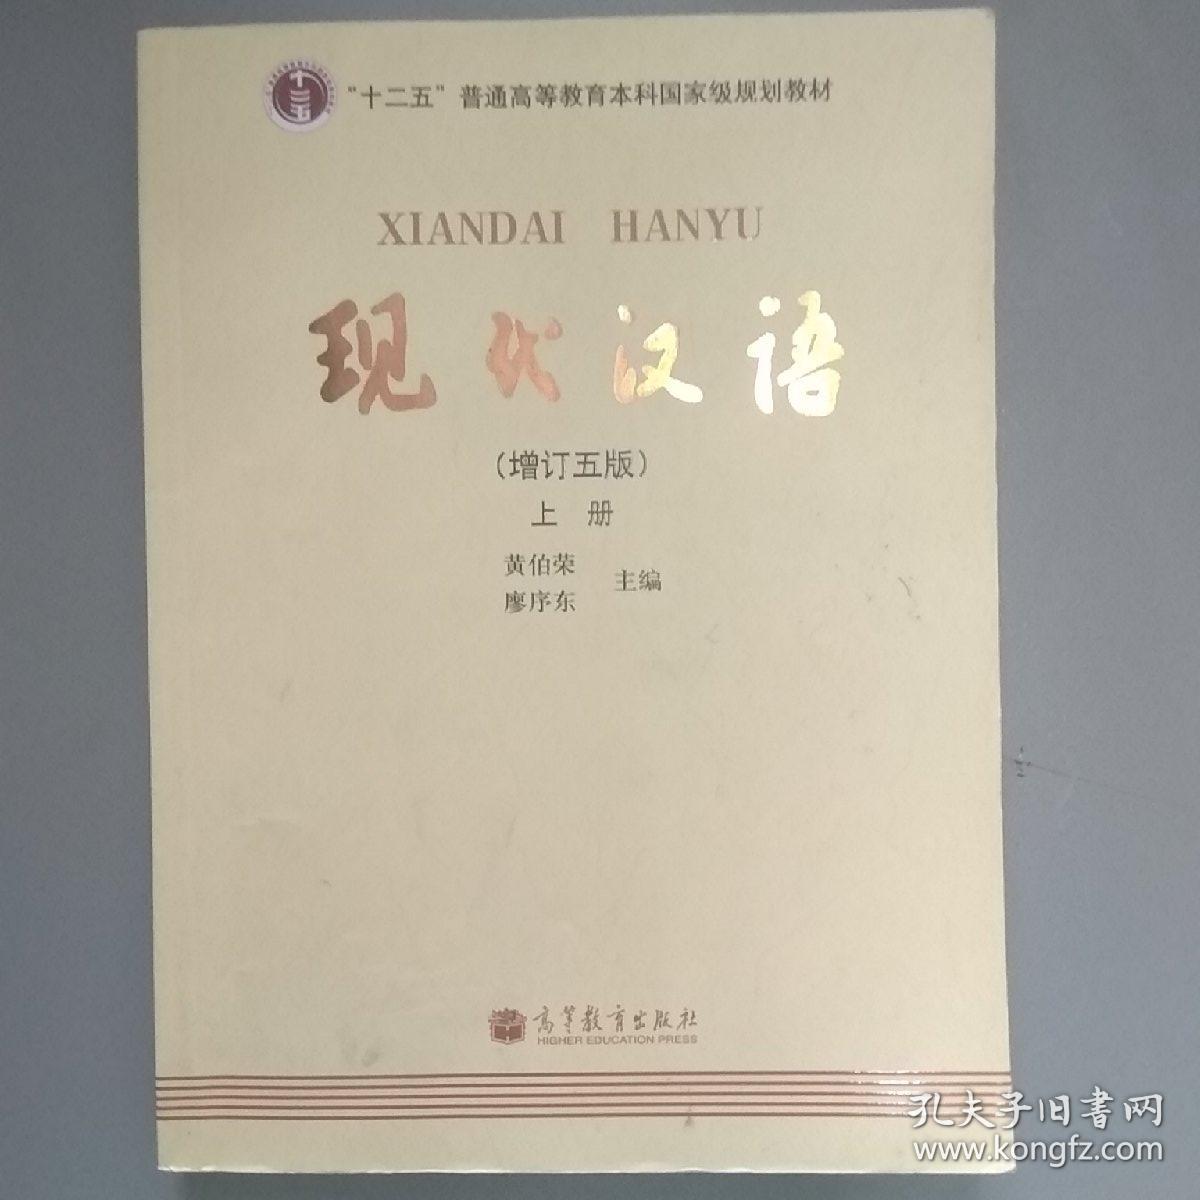 十二五
“十二五”普通高等教育本科国家级规划教材
XIANDAI HANYU
现代汉语
（增订五版）
上 册
黄伯荣
廖序东
主编
高等教育出版社
HIGHER EDUCATION PRESS
孔夫子旧书网
www.kongfz.com